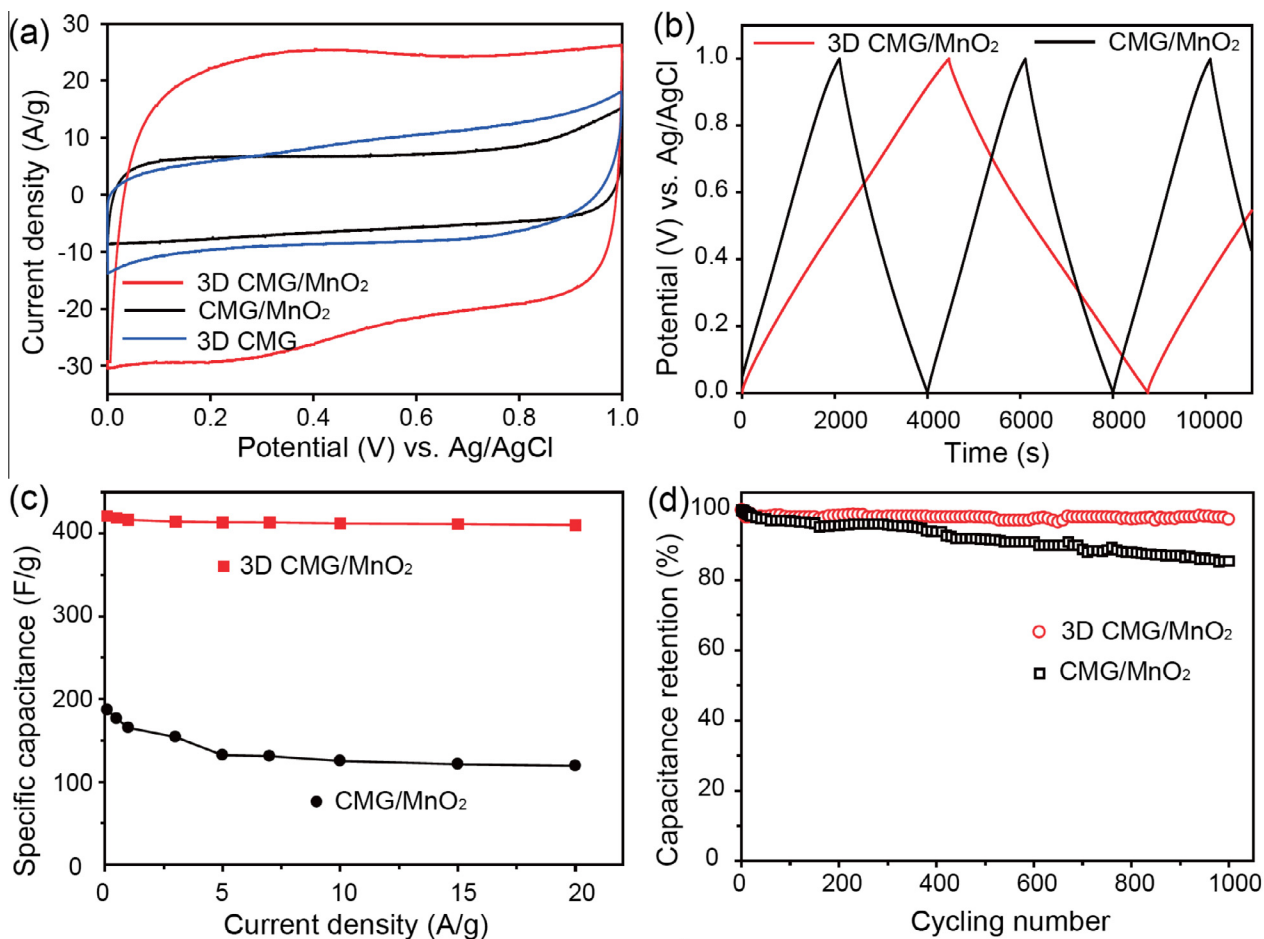 (a)
30
20
10
0
-10
-20
-30
Current density (A/g)
3D CMG/MnO₂
CMG/MnO₂
3D CMG
0.0 0.2 0.4 0.6 0.8 1.0
Potential (V) vs. Ag/AgCl
(b)
3D CMG/MnO₂ CMG/MnO₂
1.0
0.8
0.6
0.4
0.2
0.0
Potential (V) vs. Ag/AgCl
0 2000 4000 6000 8000 10000
Time (s)
(c)
400
300
200
100
0
Specific capacitance (F/g)
3D CMG/MnO₂
CMG/MnO₂
0 5 10 15 20
Current density (A/g)
(d)
100
80
60
40
20
0
Capacitance retention (%)
3D CMG/MnO₂
CMG/MnO₂
0 200 400 600 800 1000
Cycling number